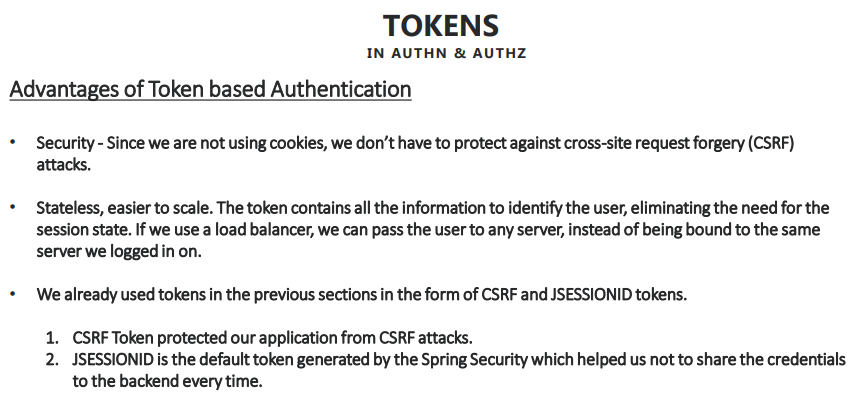 TOKENS
IN AUTHN & AUTHZ
Advantages of Token based Authentication
• Security - Since we are not using cookies, we don’t have to protect against cross-site request forgery (CSRF)
attacks.
• Stateless, easier to scale. The token contains all the information to identify the user, eliminating the need for the
session state. If we use a load balancer, we can pass the user to any server, instead of being bound to the same
server we logged in on.
• We already used tokens in the previous sections in the form of CSRF and JSESSIONID tokens.
1. CSRF Token protected our application from CSRF attacks.
2. JSESSIONID is the default token generated by the Spring Security which helped us not to share the credentials
to the backend every time.